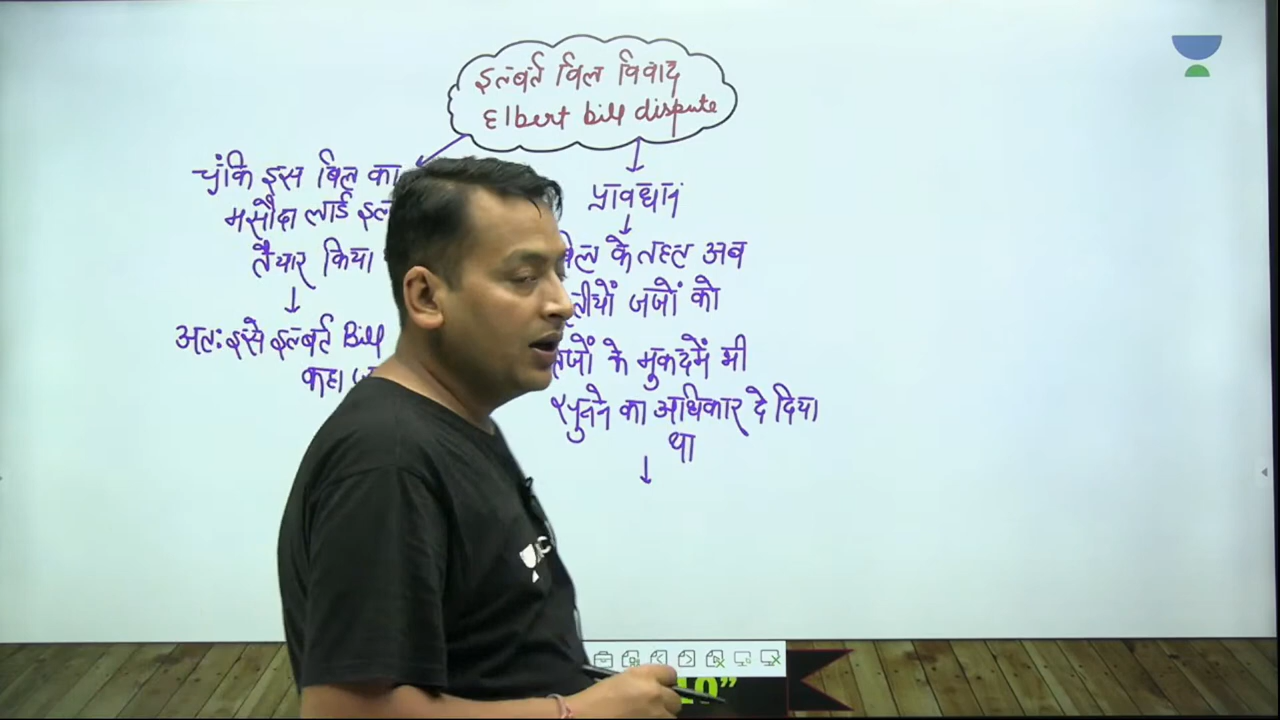 इल्बर्ट विल विवाद
Elbert bill dispute
चूंकि इस बिल का
मसौदा लार्ड
तैयार किया
अतः इसे इल्बर्ट Bill
कहा
प्रावधान
के तहत अब
जजों को
के मुकदमें भी
सुनने का अधिकार दे दिया
था